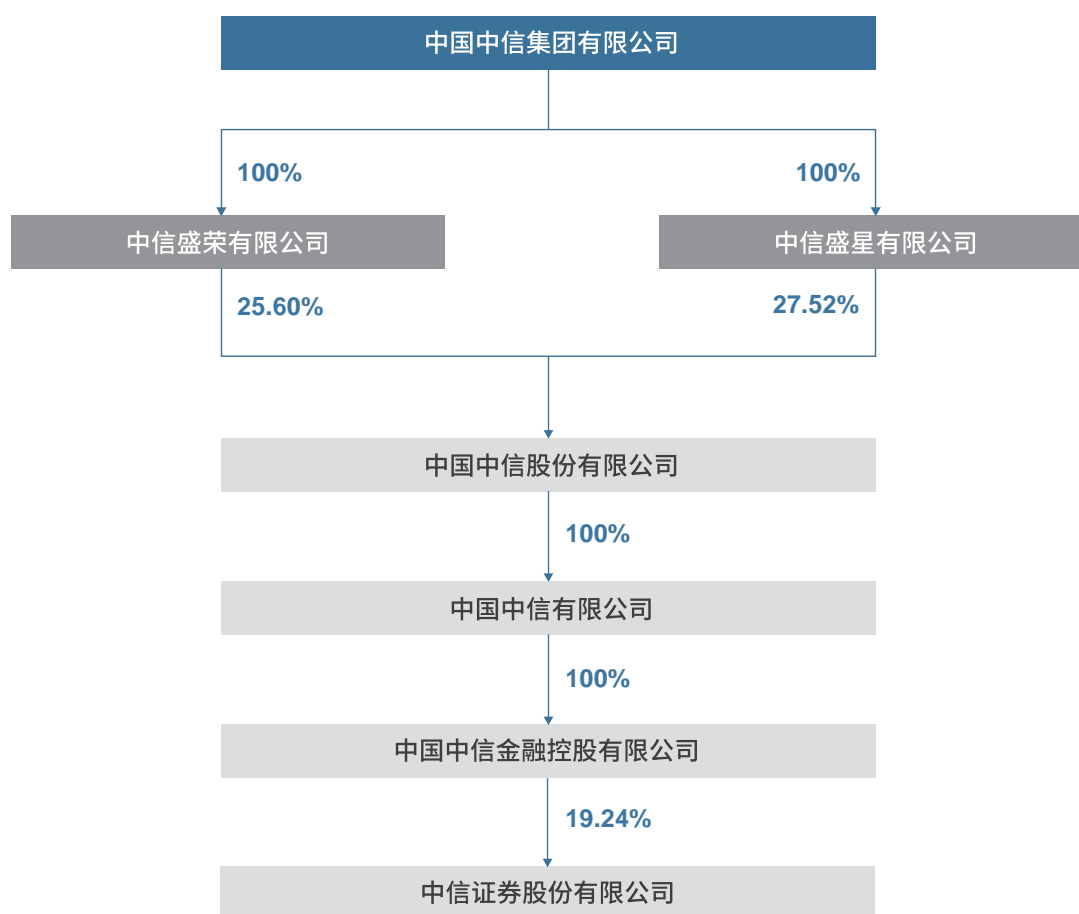 中国中信集团有限公司
100%
100%
中信盛荣有限公司
中信盛星有限公司
25.60%
27.52%
中国中信股份有限公司
100%
中国中信有限公司
100%
中国中信金融控股有限公司
19.24%
中信证券股份有限公司